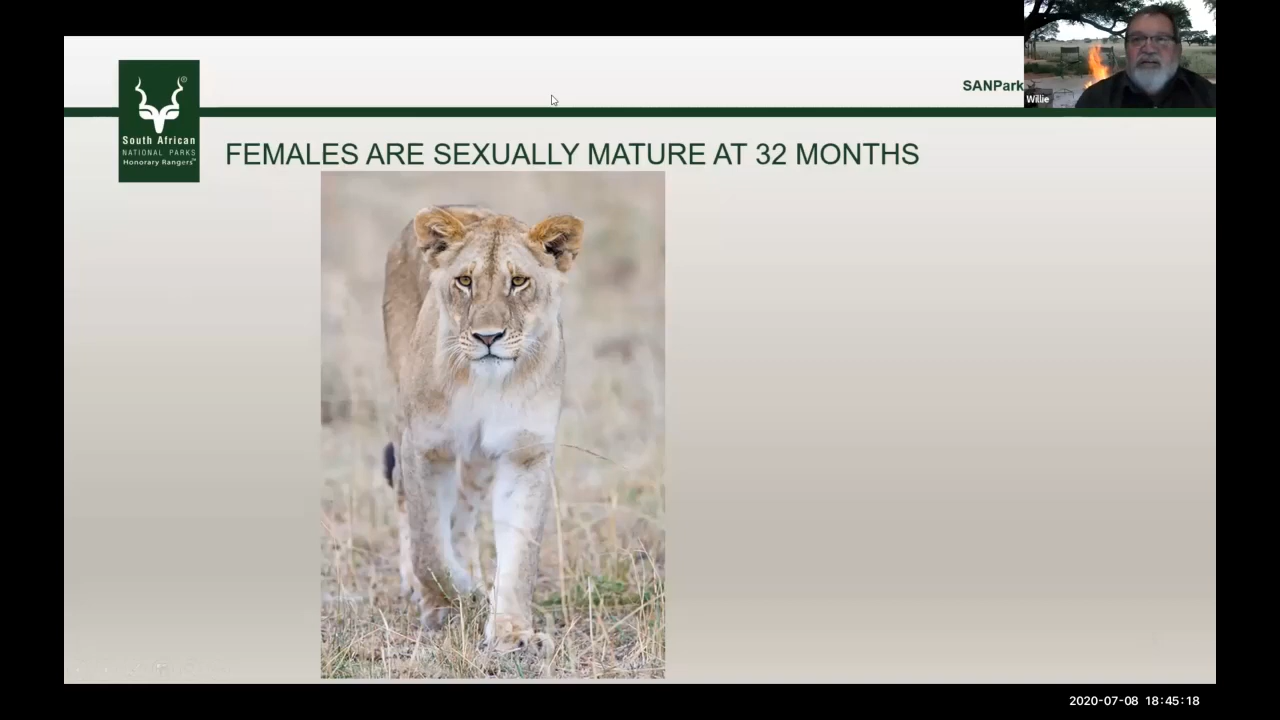 SANPark
Willie
South African
NATIONAL PARKS
Honorary Rangers™
®
FEMALES ARE SEXUALLY MATURE AT 32 MONTHS
2020-07-08 18:45:18